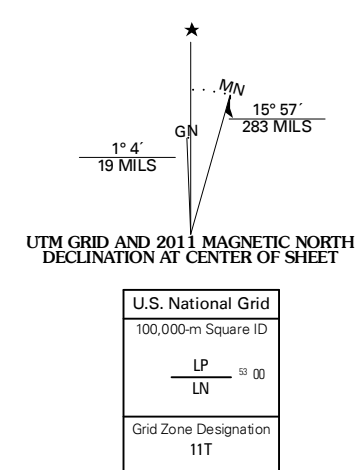 ★
MN
GN
15° 57´
283 MILS
1° 4´
19 MILS
UTM GRID AND 2011 MAGNETIC NORTH
DECLINATION AT CENTER OF SHEET
U.S. National Grid
100,000-m Square ID
LP
53 00
LN
Grid Zone Designation
11T